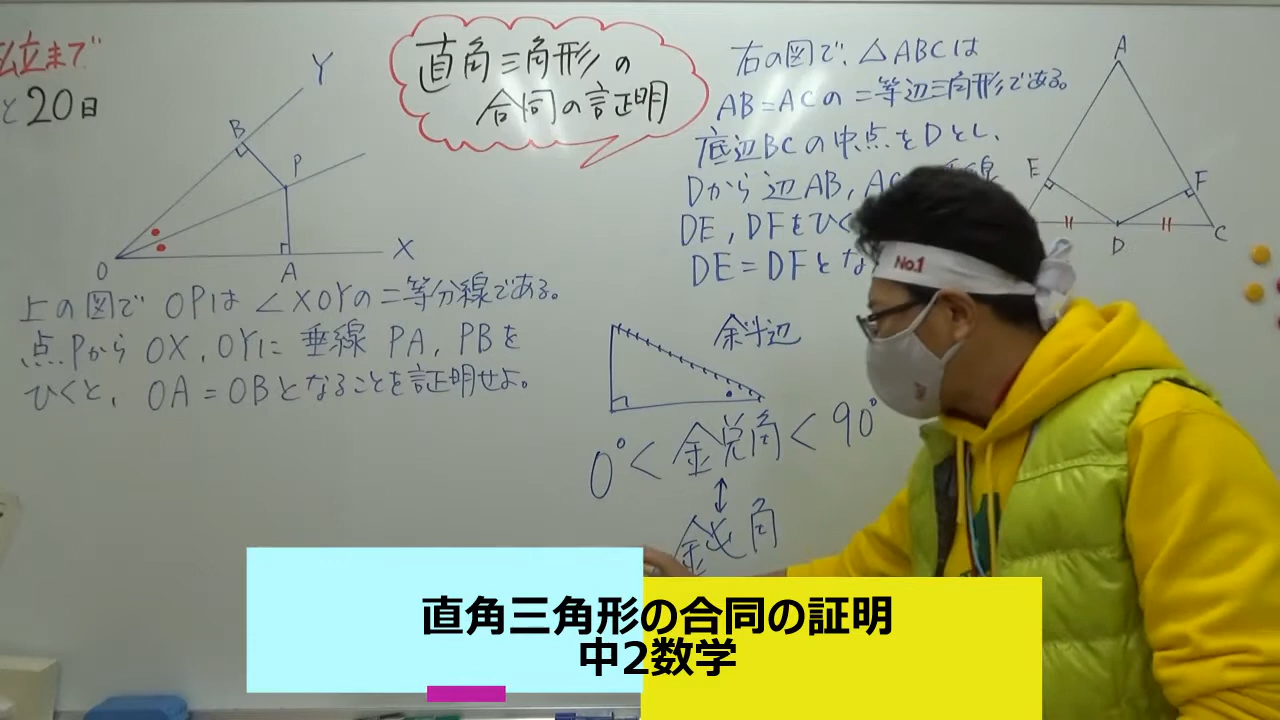 私立まで
と20日
直角三角形の
合同の証明
Y
B
P
O
A
X
上の図で OPは∠XOYの二等分線である。
点PからOX, OYに垂線 PA, PBを
ひくと, OA=OBとなることを証明せよ。
右の図で, △ABCは
AB=ACの二等辺三角形である。
底辺BCの中点をDとし,
Dから辺AB, AC
線
DE, DFをひく
DE=DFとな
A
E
F
D
C
斜辺
0°<鋭角<90°
↕
鈍角
No.1
直角三角形の合同の証明
中2数学